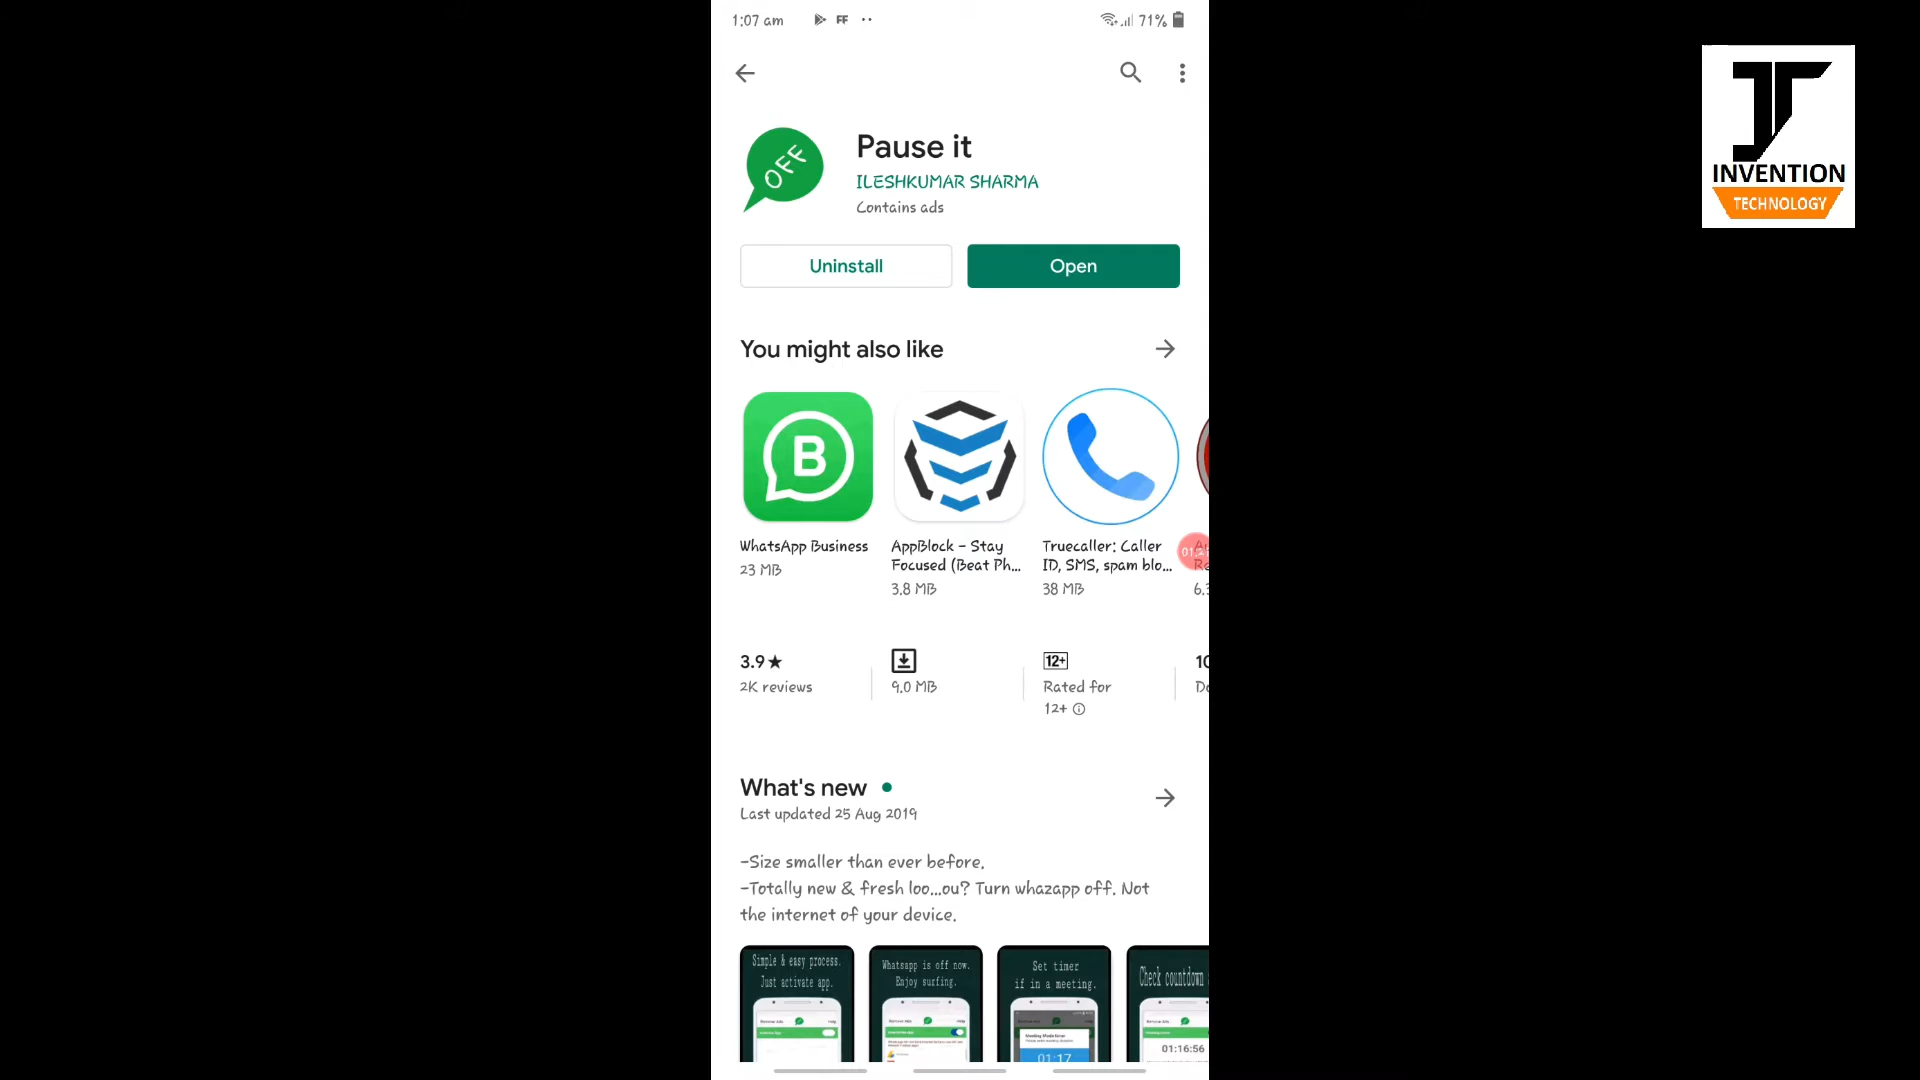 1:07 am FF 71%
INVENTION
TECHNOLOGY
OFF
Pause it
ILESHKUMAR SHARMA
Contains ads
Uninstall Open
You might also like
B
WhatsApp Business AppBlock - Stay Truecaller: Caller
Focused (Beat Ph... ID, SMS, spam blo...
23 MB
3.8 MB 38 MB
3.9★ 12+
2K reviews 9.0 MB Rated for
12+
What's new
Last updated 25 Aug 2019
-Size smaller than ever before.
-Totally new & fresh loo...ou? Turn whazapp off. Not
the internet of your device.
Simple & easy process. Whatsapp is off now. Set timer Check countdown
Just activate app. Enjoy surfing. if in a meeting.
01:17 01:16:56